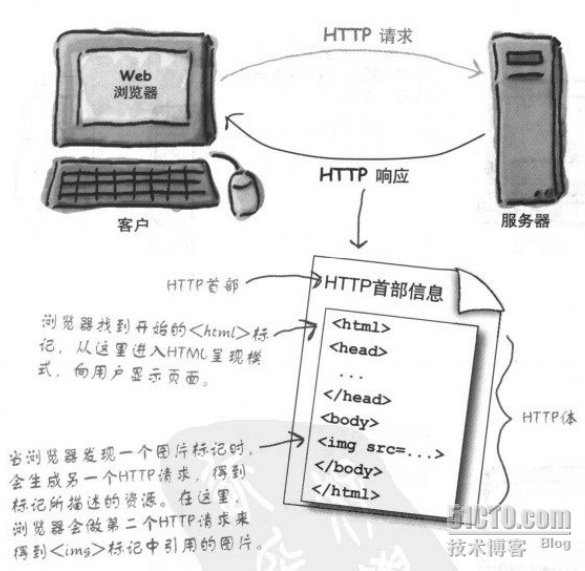 HTTP 请求
Web
浏览器
HTTP 响应
客户
服务器
HTTP首部
HTTP首部信息
浏览器找到开始的<html>标
记，从这里进入HTML呈现模
式，向用户显示页面。
<html>
<head>
...
</head>
<body>
<img src=...>
</body>
</html>
HTTP体
当浏览器发现一个图片标记时，
会生成另一个HTTP请求，得到
标记所描述的资源。在这里，
浏览器会做第二个HTTP请求来
得到<img>标记中引用的图片。
51CTO.com
技术博客 Blog